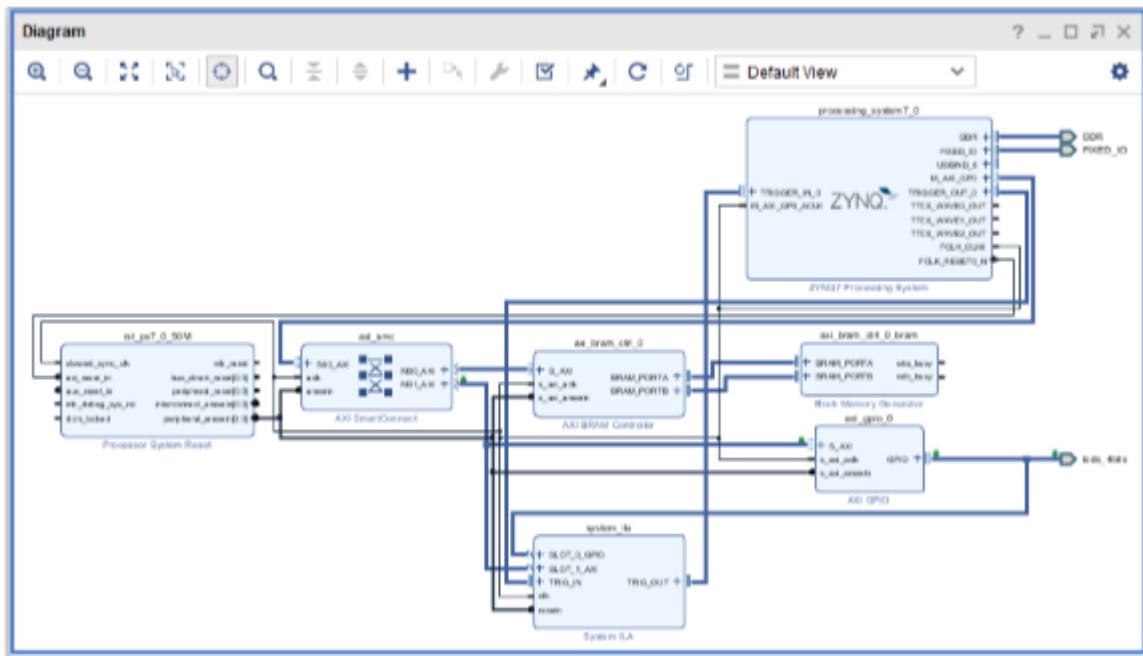 Diagram
Default View
processing_system7_0
DDR
FIXED_IO
USBIND_0
M_AXI_GP0
TRIGGER_IN_0
TRIGGER_OUT_0
M_AXI_GP0_ACLK
ZYNQ
TTC0_WAVE0_OUT
TTC0_WAVE1_OUT
TTC0_WAVE2_OUT
FCLK_CLK0
FCLK_RESET0_N
ZYNQ7 Processing System
DDR
FIXED_IO
rst_ps7_0_50M
slowest_sync_clk
mb_reset
ext_reset_in
bus_struct_reset[0:0]
aux_reset_in
peripheral_reset[0:0]
mb_debug_sys_rst
interconnect_aresetn[0:0]
dcm_locked
peripheral_aresetn[0:0]
Processor System Reset
axi_smc
S00_AXI
M00_AXI
M01_AXI
aclk
aresetn
AXI SmartConnect
axi_bram_ctrl_0
S_AXI
s_axi_aclk
s_axi_aresetn
BRAM_PORTA
BRAM_PORTB
AXI BRAM Controller
axi_bram_ctrl_0_bram
BRAM_PORTA
BRAM_PORTB
rsta_busy
rstb_busy
Block Memory Generator
axi_gpio_0
S_AXI
s_axi_aclk
s_axi_aresetn
GPIO
AXI GPIO
system_ila
SLOT_0_GPIO
SLOT_1_AXI
TRIG_IN
TRIG_OUT
clk
resetn
System ILA